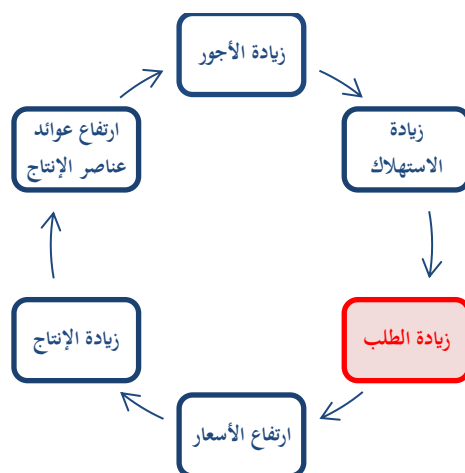 زيادة الأجور
زيادة
الاستهلاك
زيادة الطلب
ارتفاع الأسعار
زيادة الإنتاج
ارتفاع عوائد
عناصر الإنتاج